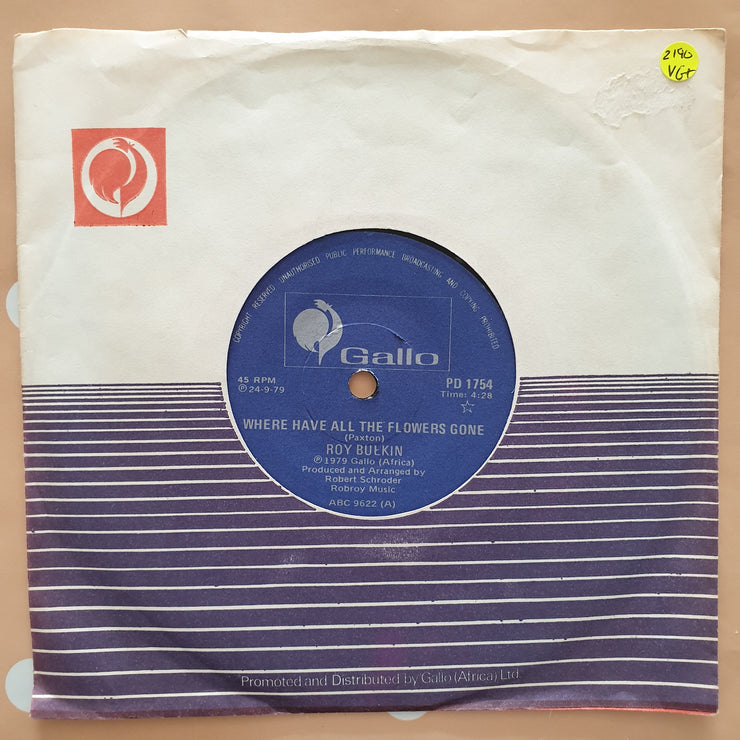 2190
VG+
COPYRIGHT RESERVED UNAUTHORISED PUBLIC PERFORMANCE BROADCASTING AND COPYING PROHIBITED
Gallo
45 RPM
℗24-9-79
PD 1754
Time: 4:28
WHERE HAVE ALL THE FLOWERS GONE
(Paxton)
ROY BULKIN
℗1979 Gallo (Africa)
Produced and Arranged by
Robert Schroder
Robroy Music
ABC 9622 (A)
Promoted and Distributed by Gallo (Africa) Ltd.